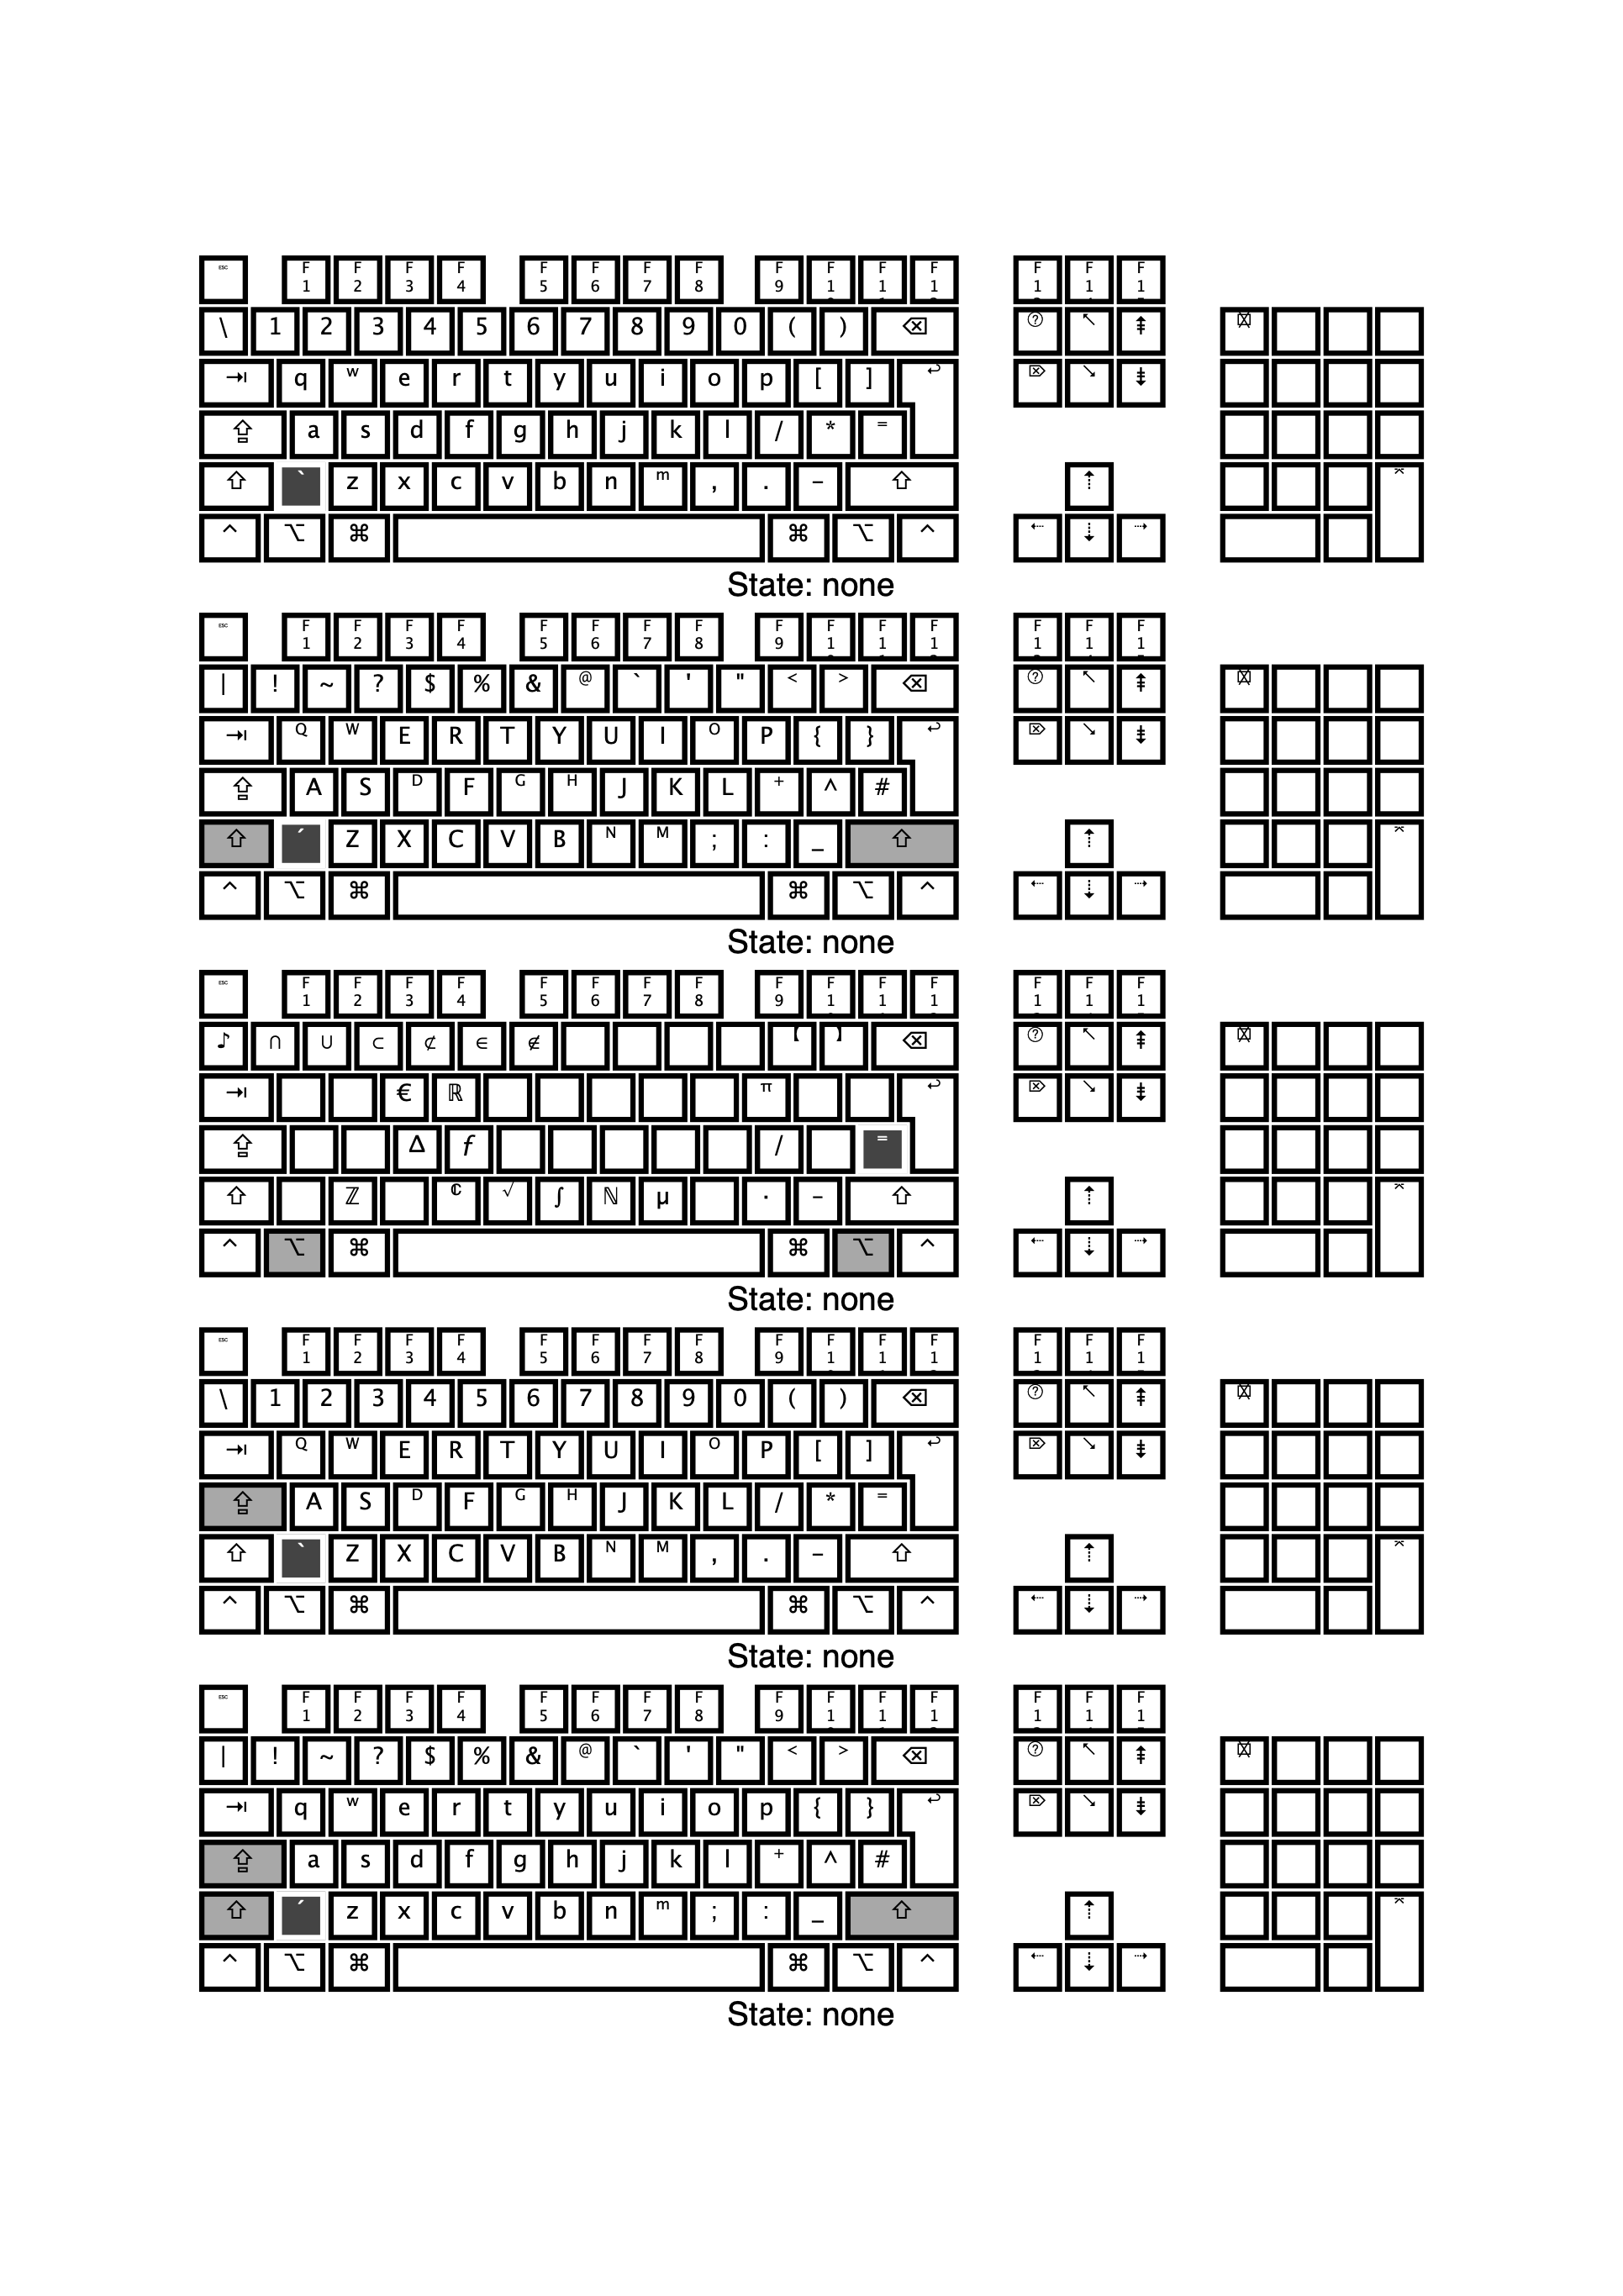 ESC F1 F2 F3 F4 F5 F6 F7 F8 F9 F1 F1 F1 F1 F1 F1
\ 1 2 3 4 5 6 7 8 9 0 ( ) ⌫ ? ↖ ⇞
⇥ q w e r t y u i o p [ ] ↩ ⌦ ↘ ⇟
⇪ a s d f g h j k l / * =
⇧ ` z x c v b n m , . – ⇧ ⇡ ⌅
^ ⌥ ⌘ ⌘ ⌥ ^ ⇠ ⇣ ⇢
State: none
ESC F1 F2 F3 F4 F5 F6 F7 F8 F9 F1 F1 F1 F1 F1 F1
| ! ~ ? $ % & @ ` ' " < > ⌫ ? ↖ ⇞
⇥ Q W E R T Y U I O P { } ↩ ⌦ ↘ ⇟
⇪ A S D F G H J K L + ^ #
⇧ ´ Z X C V B N M ; : _ ⇧ ⇡ ⌅
^ ⌥ ⌘ ⌘ ⌥ ^ ⇠ ⇣ ⇢
State: none
ESC F1 F2 F3 F4 F5 F6 F7 F8 F9 F1 F1 F1 F1 F1 F1
♪ ∩ ∪ ⊂ ⊄ ∈ ∉ 【 】 ⌫ ? ↖ ⇞
⇥ € ℝ π ↩ ⌦ ↘ ⇟
⇪ ∆ ƒ / =
⇧ ℤ ℂ √ ∫ ℕ µ · – ⇧ ⇡ ⌅
^ ⌥ ⌘ ⌘ ⌥ ^ ⇠ ⇣ ⇢
State: none
ESC F1 F2 F3 F4 F5 F6 F7 F8 F9 F1 F1 F1 F1 F1 F1
\ 1 2 3 4 5 6 7 8 9 0 ( ) ⌫ ? ↖ ⇞
⇥ Q W E R T Y U I O P [ ] ↩ ⌦ ↘ ⇟
⇪ A S D F G H J K L / * =
⇧ ` Z X C V B N M , . – ⇧ ⇡ ⌅
^ ⌥ ⌘ ⌘ ⌥ ^ ⇠ ⇣ ⇢
State: none
ESC F1 F2 F3 F4 F5 F6 F7 F8 F9 F1 F1 F1 F1 F1 F1
| ! ~ ? $ % & @ ` ' " < > ⌫ ? ↖ ⇞
⇥ q w e r t y u i o p { } ↩ ⌦ ↘ ⇟
⇪ a s d f g h j k l + ^ #
⇧ ´ z x c v b n m ; : _ ⇧ ⇡ ⌅
^ ⌥ ⌘ ⌘ ⌥ ^ ⇠ ⇣ ⇢
State: none